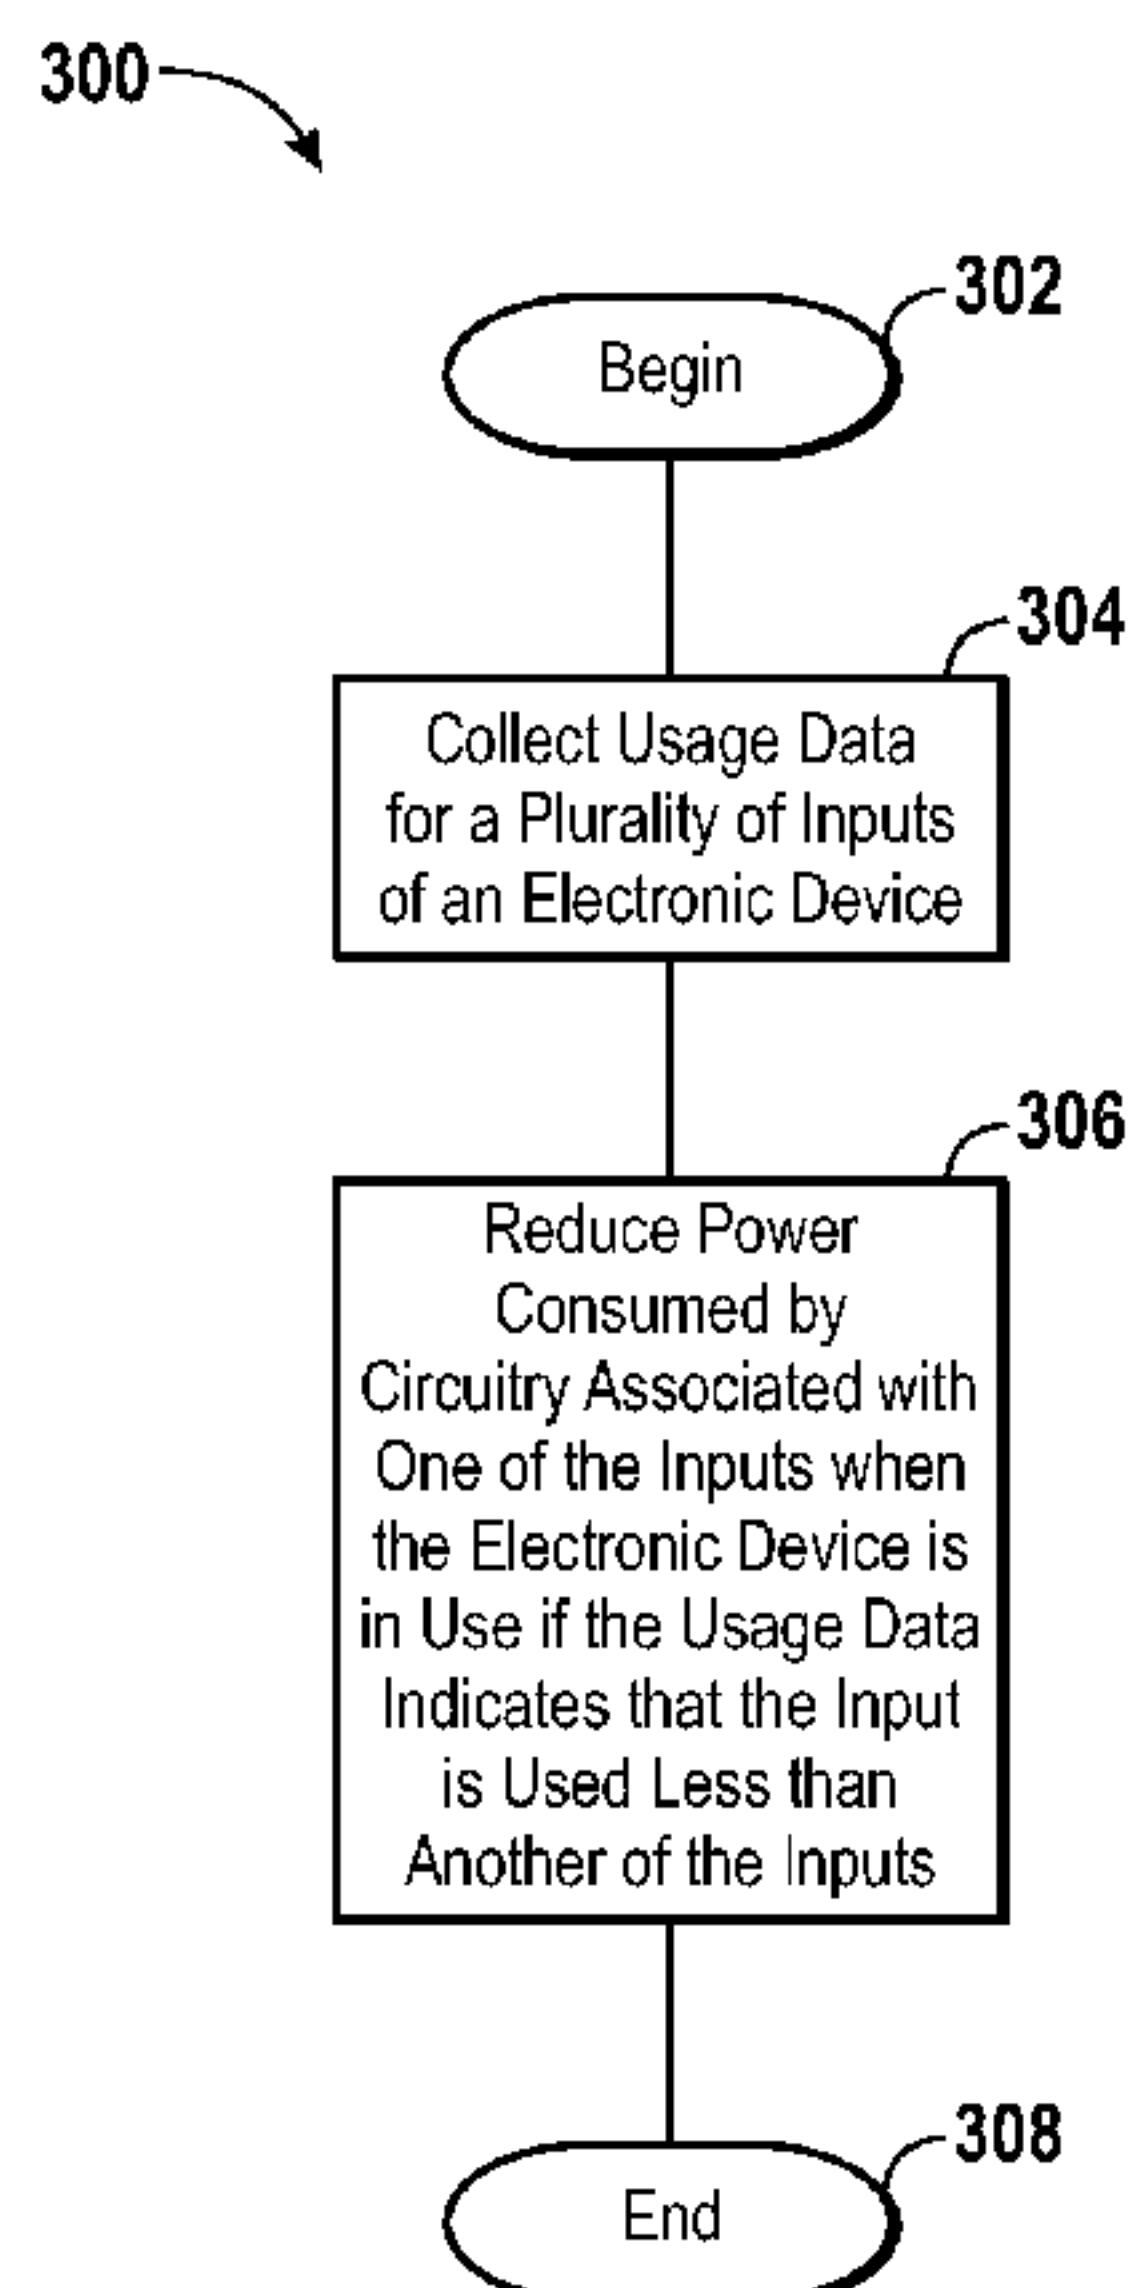 300
302
Begin
304
Collect Usage Data
for a Plurality of Inputs
of an Electronic Device
306
Reduce Power
Consumed by
Circuitry Associated with
One of the Inputs when
the Electronic Device is
in Use if the Usage Data
Indicates that the Input
is Used Less than
Another of the Inputs
308
End